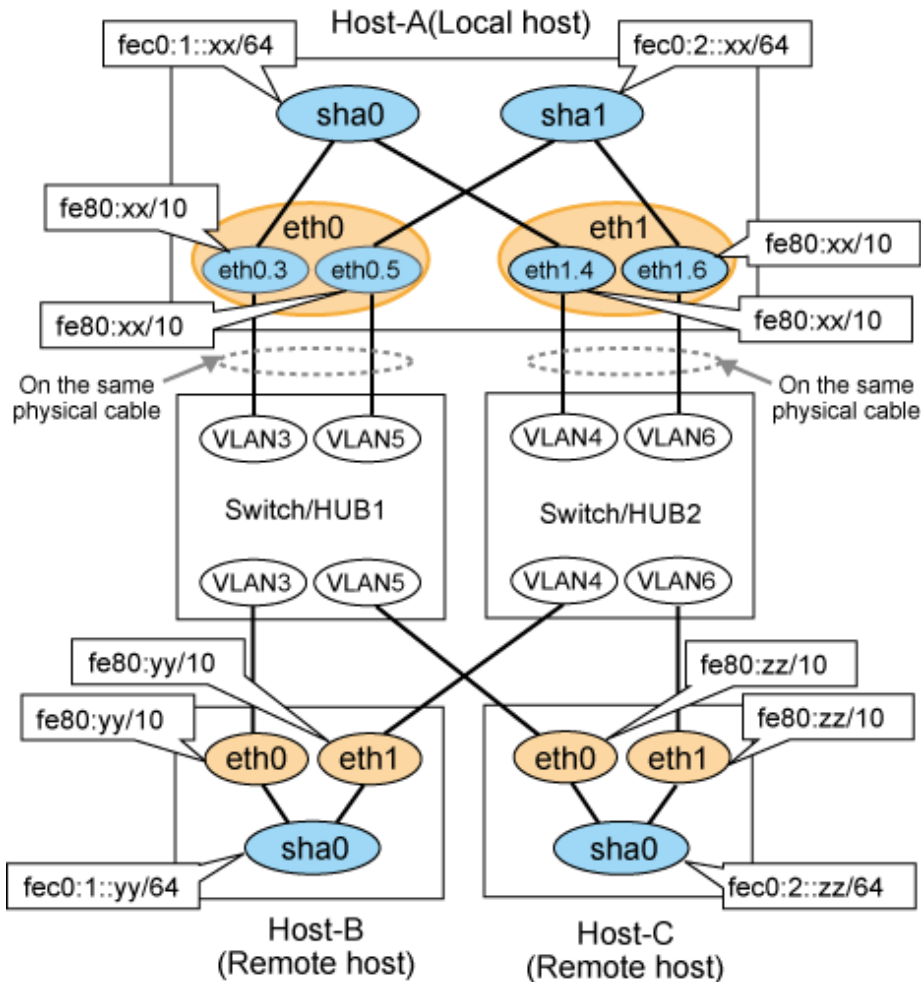 Host-A(Local host)
fec0:1::xx/64
fec0:2::xx/64
sha0
sha1
fe80:xx/10
eth0
eth1
fe80:xx/10
eth0.3
eth0.5
eth1.4
eth1.6
fe80:xx/10
fe80:xx/10
On the same
physical cable
On the same
physical cable
VLAN3
VLAN5
VLAN4
VLAN6
Switch/HUB1
Switch/HUB2
VLAN3
VLAN5
VLAN4
VLAN6
fe80:yy/10
fe80:zz/10
fe80:yy/10
fe80:zz/10
eth0
eth1
eth0
eth1
sha0
sha0
fec0:1::yy/64
fec0:2::zz/64
Host-B
(Remote host)
Host-C
(Remote host)